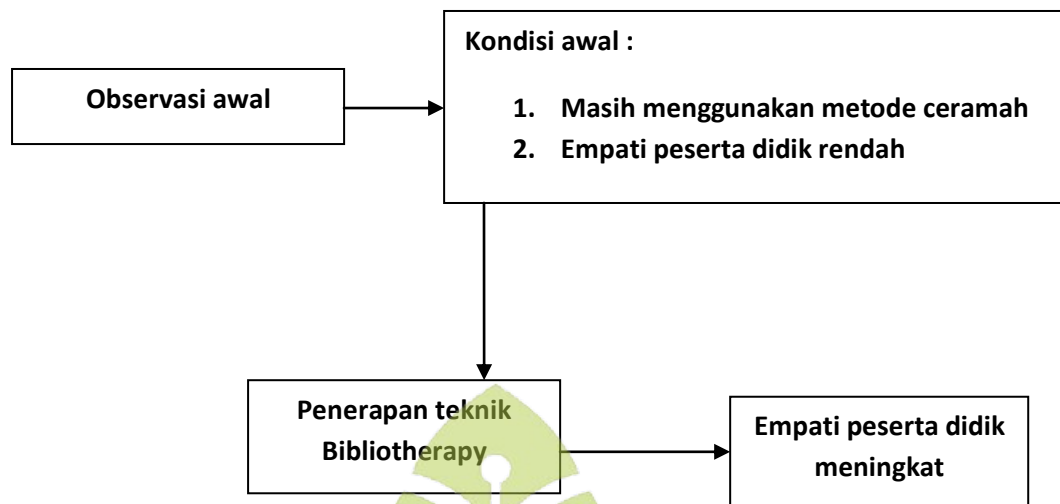 Observasi awal
Kondisi awal :
1. Masih menggunakan metode ceramah
2. Empati peserta didik rendah
Penerapan teknik
Bibliotherapy
Empati peserta didik
meningkat